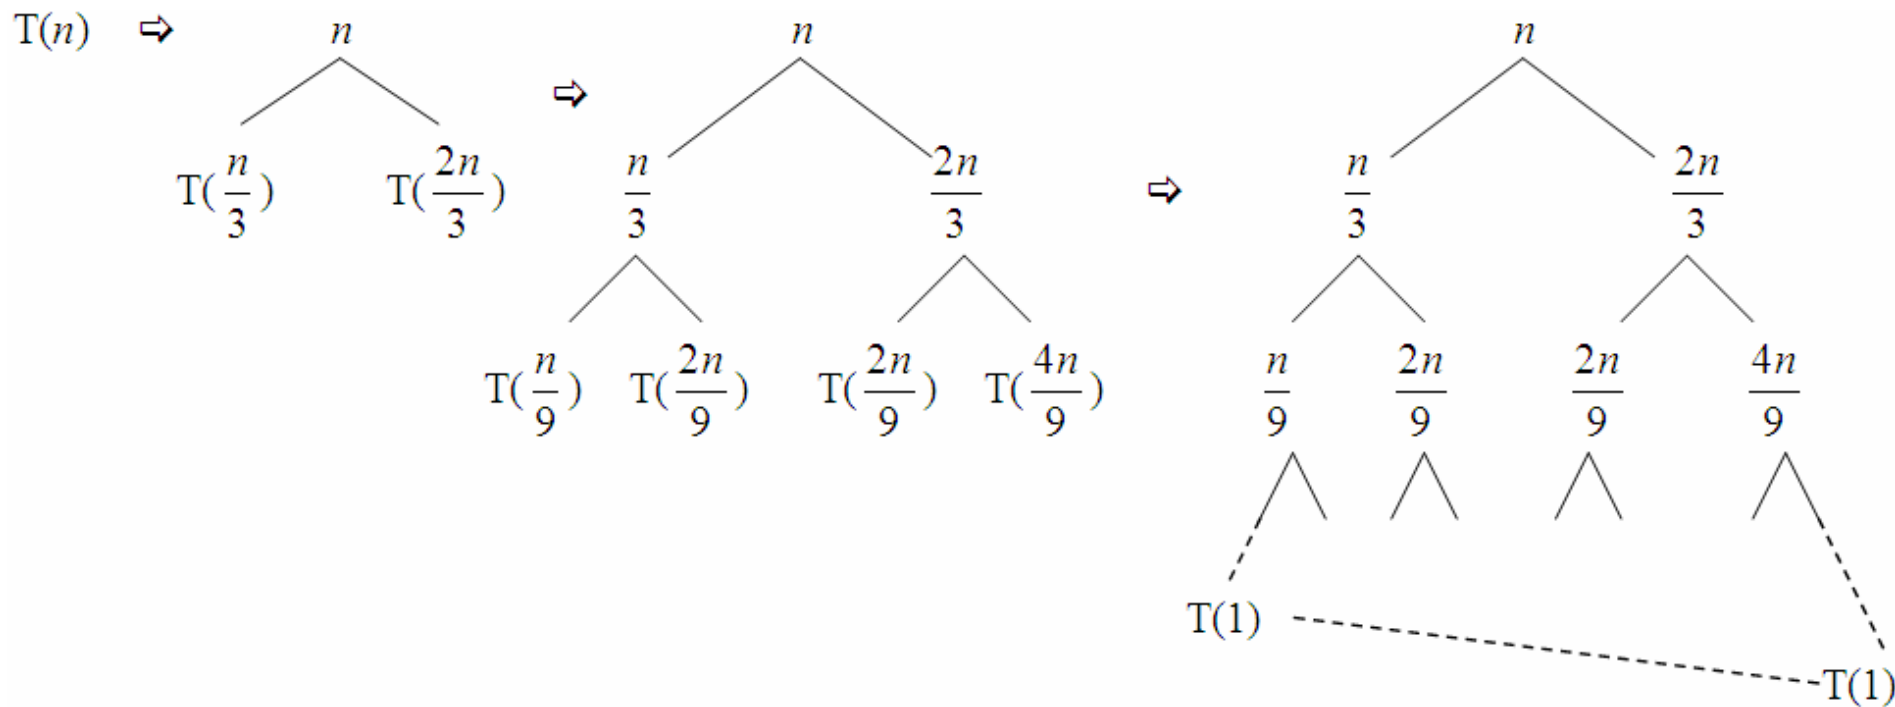 T(n) ⇨ n n n
⇨
T(n/3) T(2n/3) n/3 2n/3 ⇨ n/3 2n/3
T(n/9) T(2n/9) T(2n/9) T(4n/9) n/9 2n/9 2n/9 4n/9
T(1)
T(1)